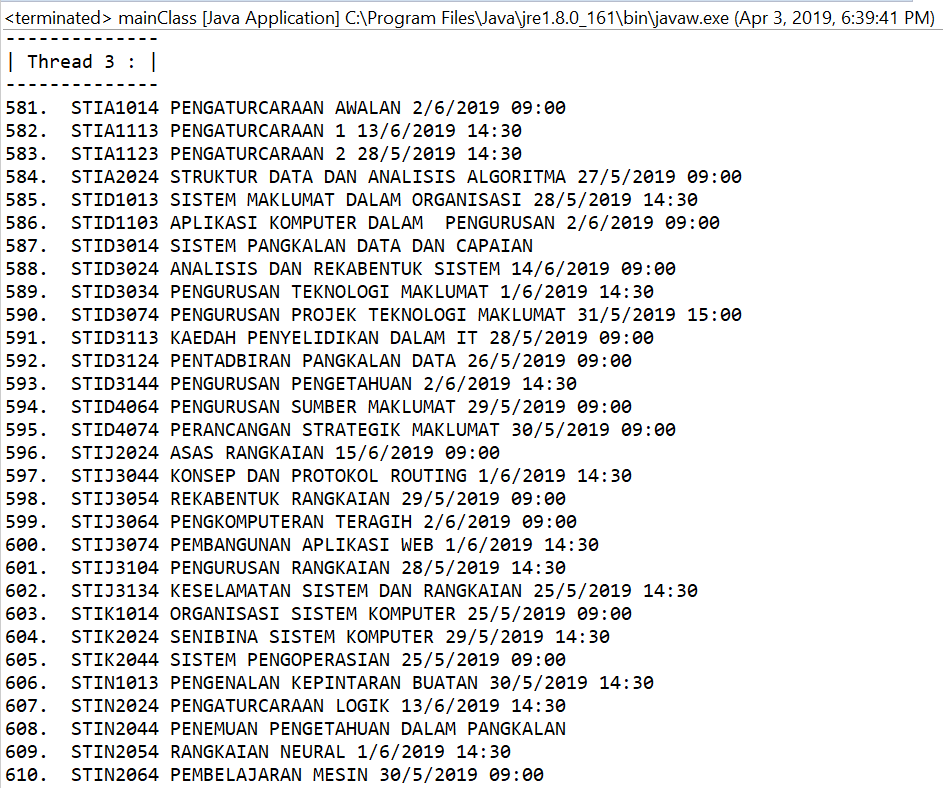 <terminated> mainClass [Java Application] C:\Program Files\Java\jre1.8.0_161\bin\javaw.exe (Apr 3, 2019, 6:39:41 PM)
--------------
| Thread 3 : |
--------------
581.  STIA1014 PENGATURCARAAN AWALAN 2/6/2019 09:00
582.  STIA1113 PENGATURCARAAN 1 13/6/2019 14:30
583.  STIA1123 PENGATURCARAAN 2 28/5/2019 14:30
584.  STIA2024 STRUKTUR DATA DAN ANALISIS ALGORITMA 27/5/2019 09:00
585.  STID1013 SISTEM MAKLUMAT DALAM ORGANISASI 28/5/2019 14:30
586.  STID1103 APLIKASI KOMPUTER DALAM  PENGURUSAN 2/6/2019 09:00
587.  STID3014 SISTEM PANGKALAN DATA DAN CAPAIAN
588.  STID3024 ANALISIS DAN REKABENTUK SISTEM 14/6/2019 09:00
589.  STID3034 PENGURUSAN TEKNOLOGI MAKLUMAT 1/6/2019 14:30
590.  STID3074 PENGURUSAN PROJEK TEKNOLOGI MAKLUMAT 31/5/2019 15:00
591.  STID3113 KAEDAH PENYELIDIKAN DALAM IT 28/5/2019 09:00
592.  STID3124 PENTADBIRAN PANGKALAN DATA 26/5/2019 09:00
593.  STID3144 PENGURUSAN PENGETAHUAN 2/6/2019 14:30
594.  STID4064 PENGURUSAN SUMBER MAKLUMAT 29/5/2019 09:00
595.  STID4074 PERANCANGAN STRATEGIK MAKLUMAT 30/5/2019 09:00
596.  STIJ2024 ASAS RANGKAIAN 15/6/2019 09:00
597.  STIJ3044 KONSEP DAN PROTOKOL ROUTING 1/6/2019 14:30
598.  STIJ3054 REKABENTUK RANGKAIAN 29/5/2019 09:00
599.  STIJ3064 PENGKOMPUTERAN TERAGIH 2/6/2019 09:00
600.  STIJ3074 PEMBANGUNAN APLIKASI WEB 1/6/2019 14:30
601.  STIJ3104 PENGURUSAN RANGKAIAN 28/5/2019 14:30
602.  STIJ3134 KESELAMATAN SISTEM DAN RANGKAIAN 25/5/2019 14:30
603.  STIK1014 ORGANISASI SISTEM KOMPUTER 25/5/2019 09:00
604.  STIK2024 SENIBINA SISTEM KOMPUTER 29/5/2019 14:30
605.  STIK2044 SISTEM PENGOPERASIAN 25/5/2019 09:00
606.  STIN1013 PENGENALAN KEPINTARAN BUATAN 30/5/2019 14:30
607.  STIN2024 PENGATURCARAAN LOGIK 13/6/2019 14:30
608.  STIN2044 PENEMUAN PENGETAHUAN DALAM PANGKALAN
609.  STIN2054 RANGKAIAN NEURAL 1/6/2019 14:30
610.  STIN2064 PEMBELAJARAN MESIN 30/5/2019 09:00